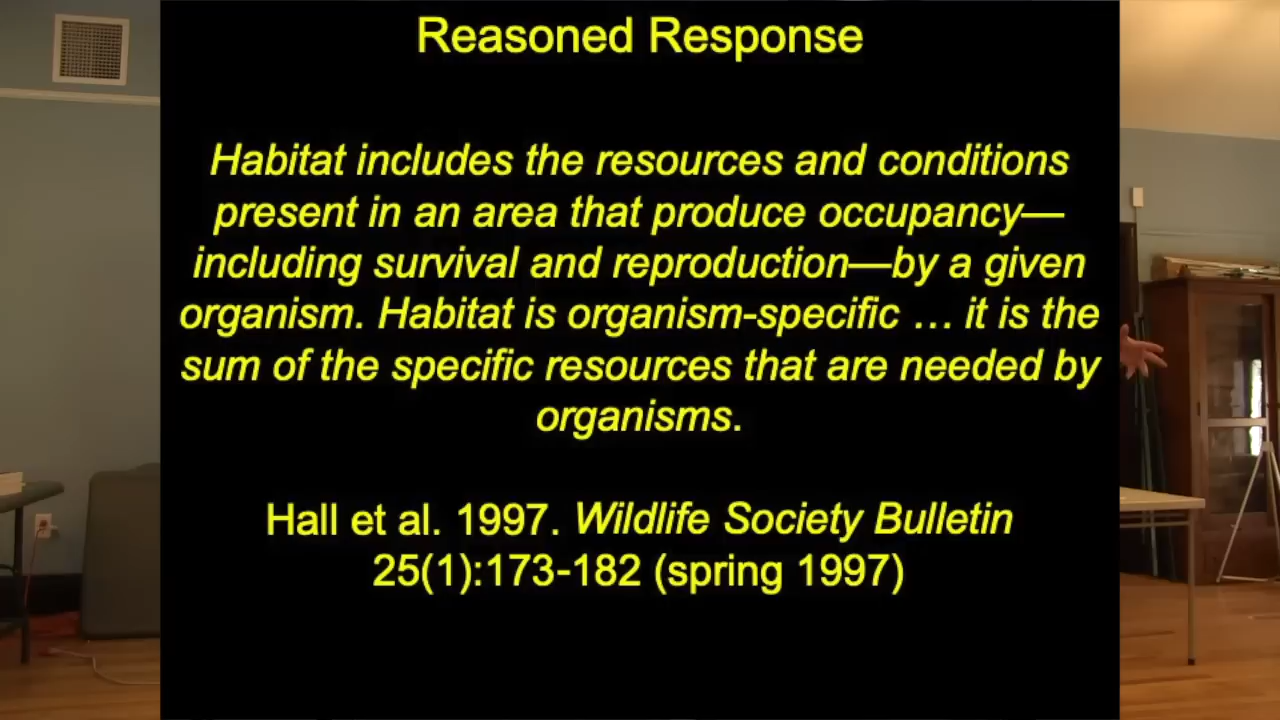 Reasoned Response
Habitat includes the resources and conditions
present in an area that produce occupancy—
including survival and reproduction—by a given
organism. Habitat is organism-specific … it is the
sum of the specific resources that are needed by
organisms.
Hall et al. 1997. Wildlife Society Bulletin
25(1):173-182 (spring 1997)